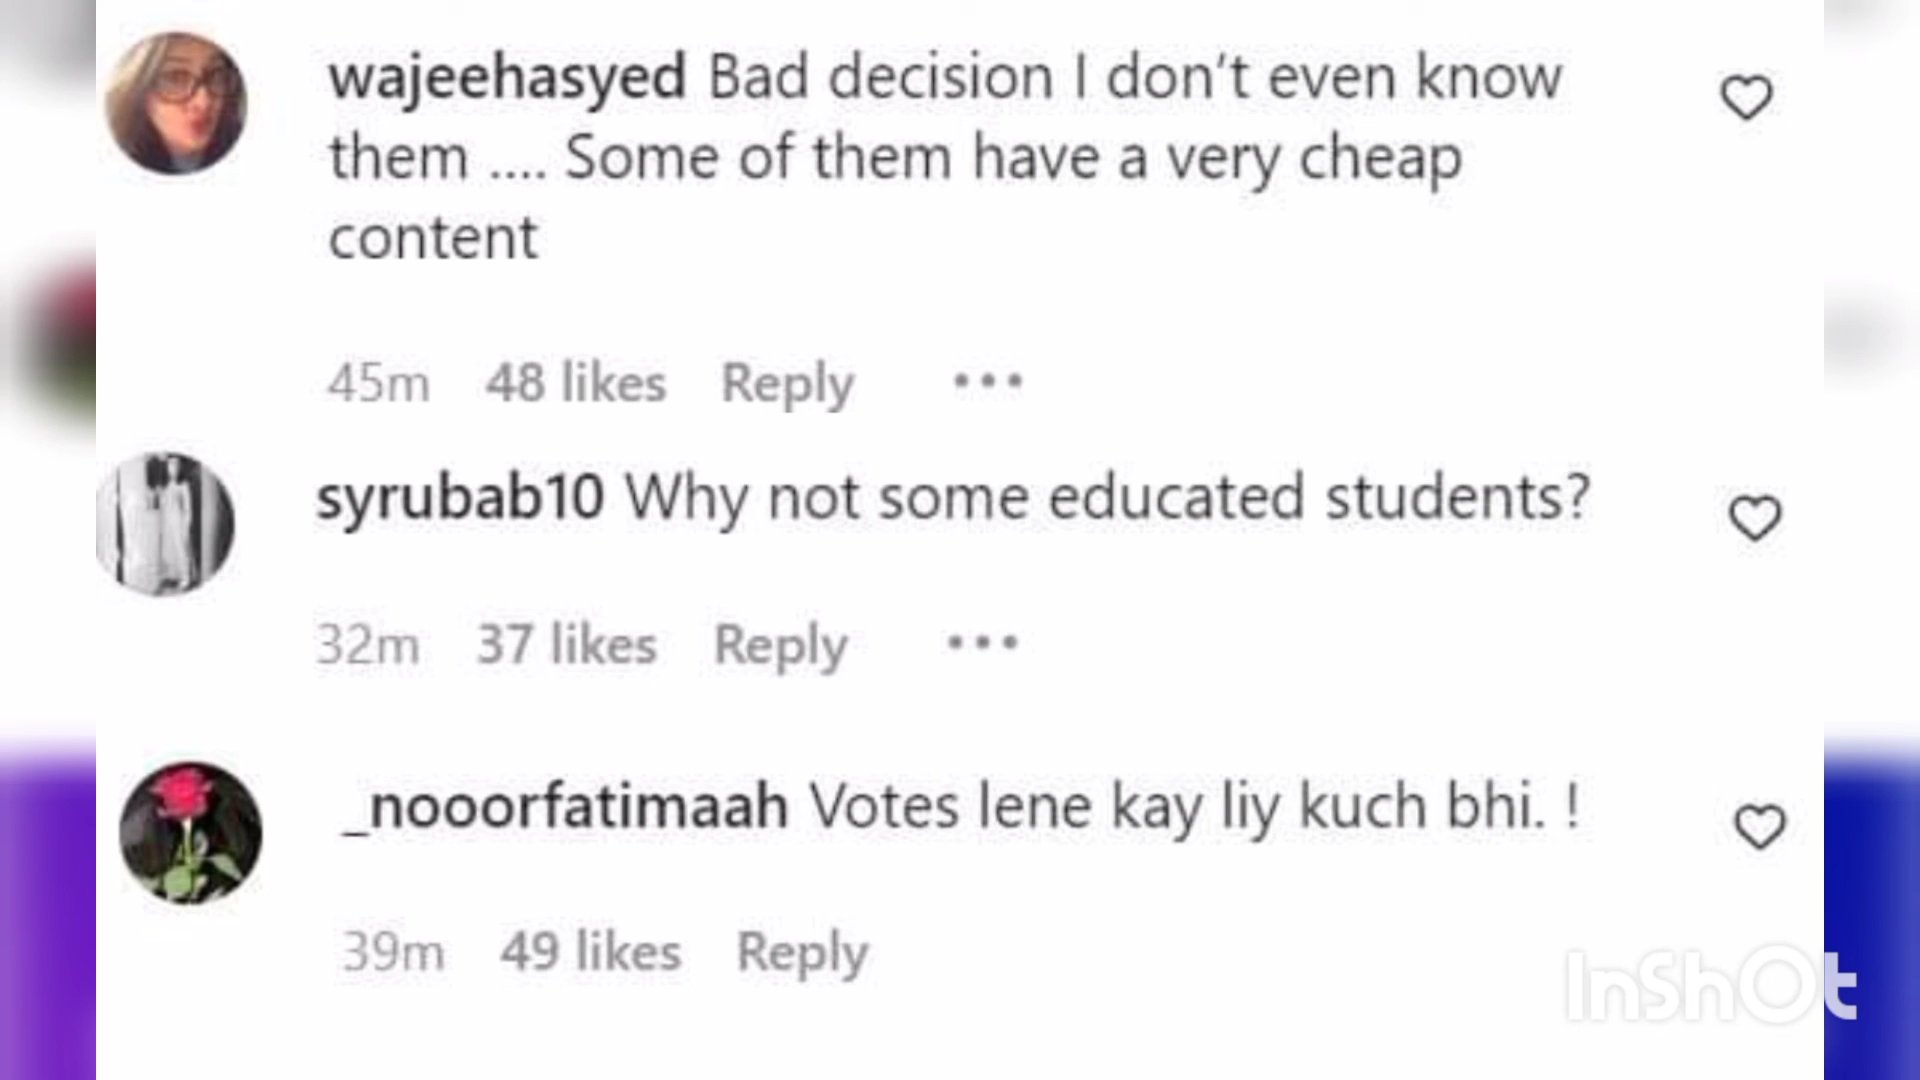 wajeehasyed Bad decision I don't even know
them .... Some of them have a very cheap
content
45m 48 likes Reply
syrubab10 Why not some educated students?
32m 37 likes Reply
_nooorfatimaah Votes lene kay liy kuch bhi. !
39m 49 likes Reply
InShOt